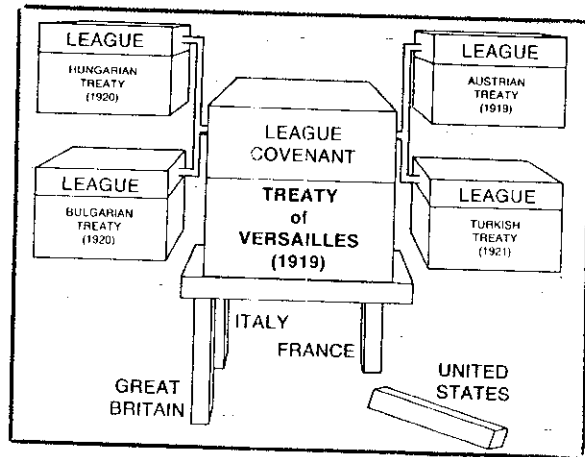 LEAGUE
HUNGARIAN
TREATY
(1920)
LEAGUE
AUSTRIAN
TREATY
(1919)
LEAGUE
COVENANT
TREATY
of
VERSAILLES
(1919)
LEAGUE
BULGARIAN
TREATY
(1920)
LEAGUE
TURKISH
TREATY
(1921)
ITALY
FRANCE
GREAT
BRITAIN
UNITED
STATES